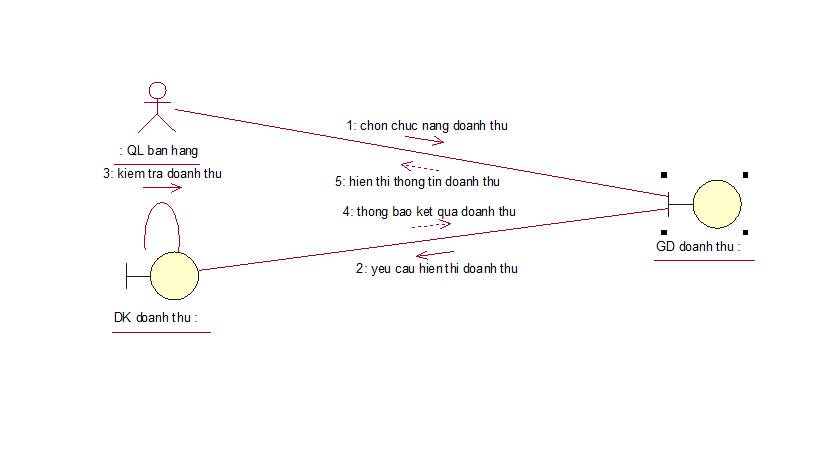 1: chon chuc nang doanh thu
: QL ban hang
3: kiem tra doanh thu
5: hien thi thong tin doanh thu
4: thong bao ket qua doanh thu
GD doanh thu :
2: yeu cau hien thi doanh thu
DK doanh thu :